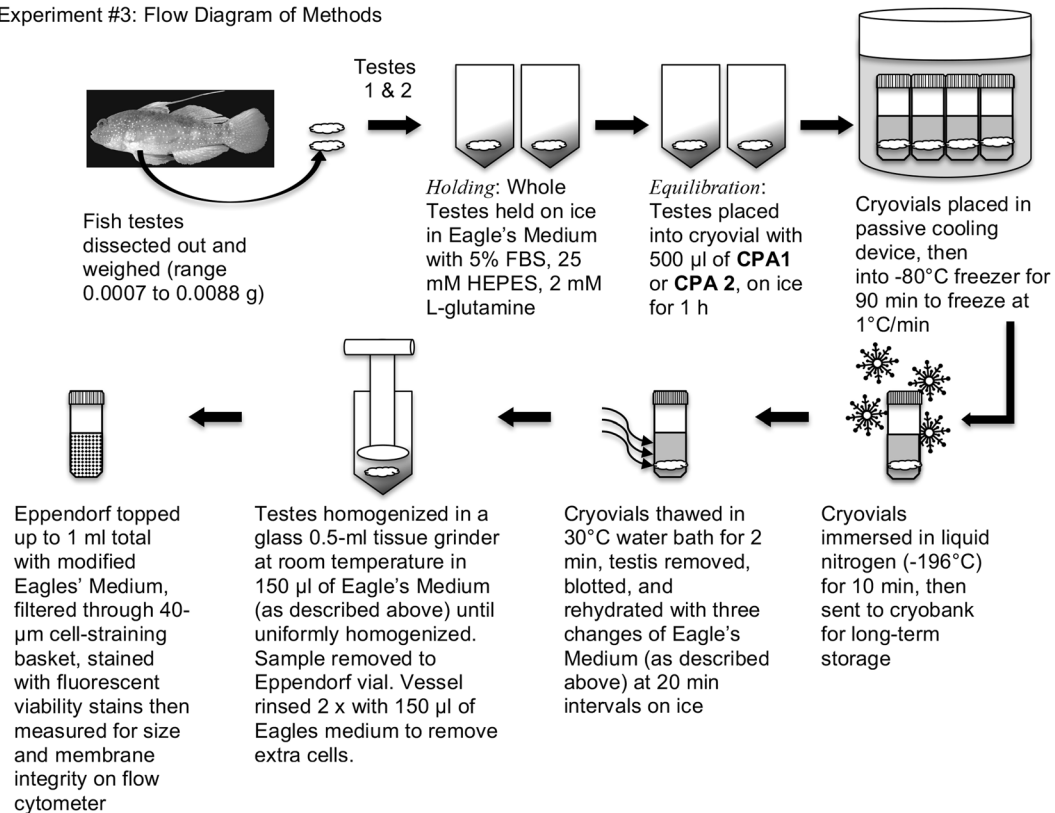 Experiment #3: Flow Diagram of Methods
Testes
1 & 2
Fish testes
dissected out and
weighed (range
0.0007 to 0.0088 g)
Holding: Whole
Testes held on ice
in Eagle's Medium
with 5% FBS, 25
mM HEPES, 2 mM
L-glutamine
Equilibration:
Testes placed
into cryovial with
500 µl of CPA1
or CPA 2, on ice
for 1 h
Cryovials placed in
passive cooling
device, then
into -80°C freezer for
90 min to freeze at
1°C/min
Eppendorf topped
up to 1 ml total
with modified
Eagles' Medium,
filtered through 40-
µm cell-straining
basket, stained
with fluorescent
viability stains then
measured for size
and membrane
integrity on flow
cytometer
Testes homogenized in a
glass 0.5-ml tissue grinder
at room temperature in
150 µl of Eagle's Medium
(as described above) until
uniformly homogenized.
Sample removed to
Eppendorf vial. Vessel
rinsed 2 x with 150 µl of
Eagles medium to remove
extra cells.
Cryovials thawed in
30°C water bath for 2
min, testis removed,
blotted, and
rehydrated with three
changes of Eagle's
Medium (as described
above) at 20 min
intervals on ice
Cryovials
immersed in liquid
nitrogen (-196°C)
for 10 min, then
sent to cryobank
for long-term
storage